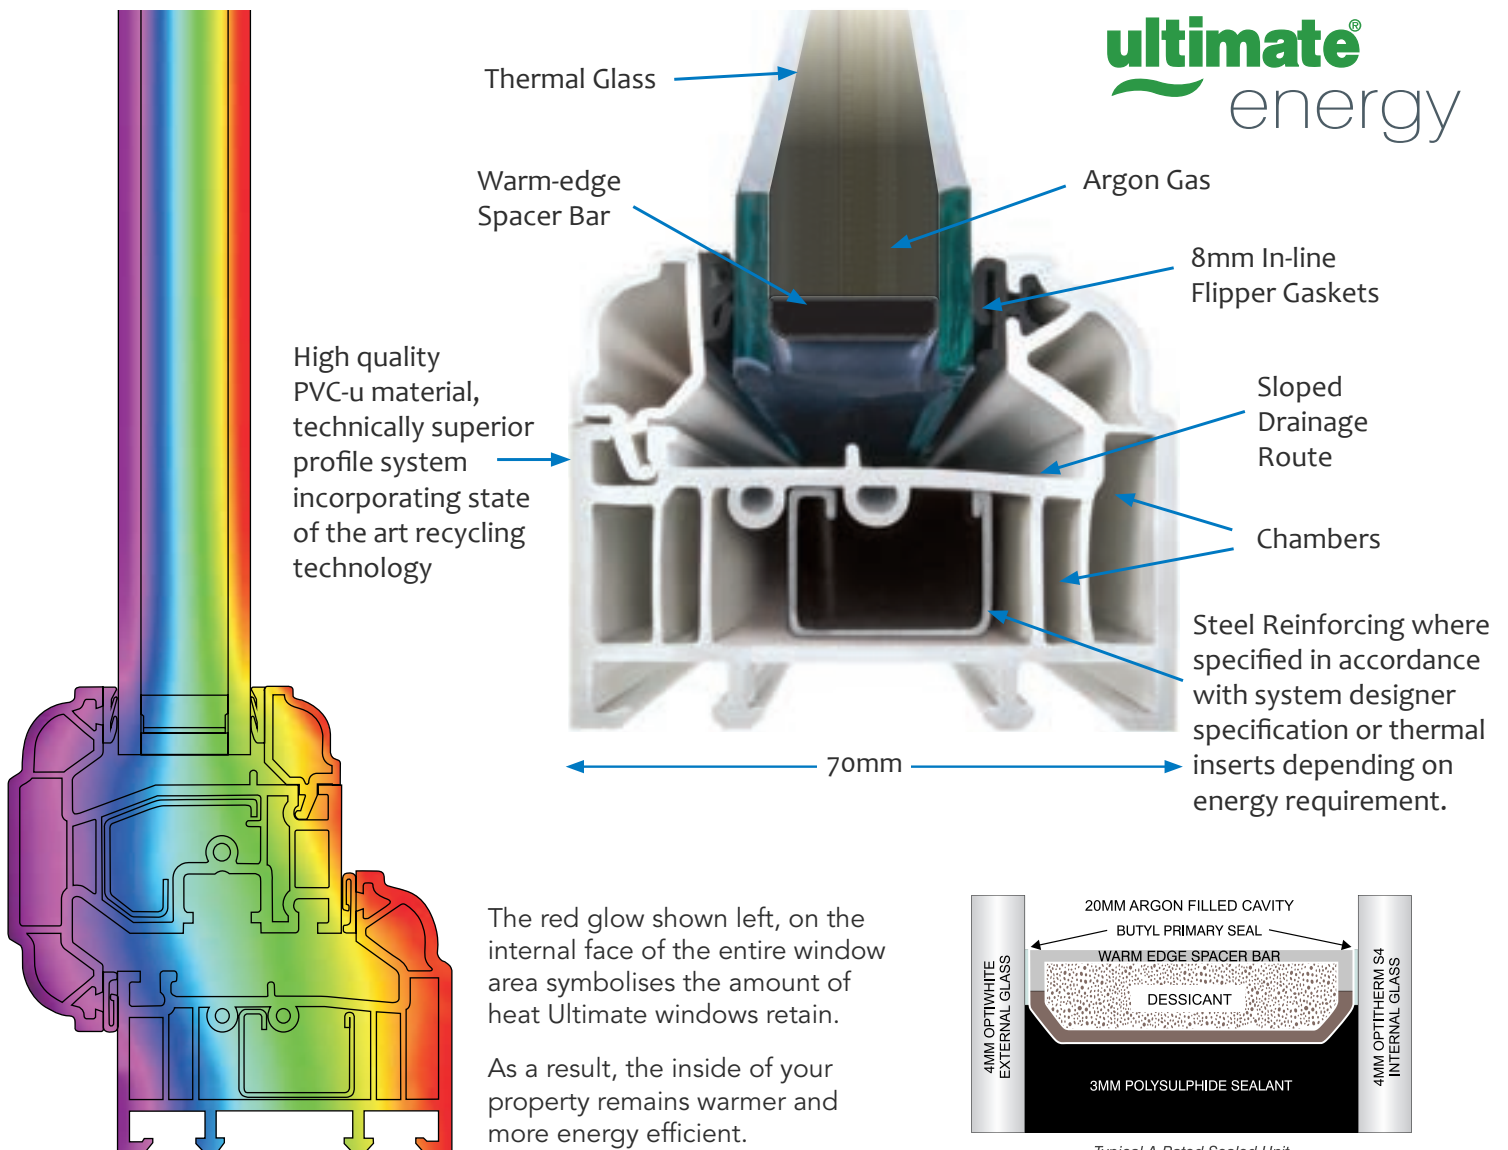 ultimate®
energy
Thermal Glass
Warm-edge
Spacer Bar
Argon Gas
8mm In-line
Flipper Gaskets
High quality
PVC-u material,
technically superior
profile system
incorporating state
of the art recycling
technology
Sloped
Drainage
Route
Chambers
Steel Reinforcing where
specified in accordance
with system designer
specification or thermal
inserts depending on
energy requirement.
70mm
The red glow shown left, on the
internal face of the entire window
area symbolises the amount of
heat Ultimate windows retain.
As a result, the inside of your
property remains warmer and
more energy efficient.
20MM ARGON FILLED CAVITY
BUTYL PRIMARY SEAL
WARM EDGE SPACER BAR
DESSICANT
3MM POLYSULPHIDE SEALANT
4MM OPTIWHITE
EXTERNAL GLASS
4MM OPTITHERM S4
INTERNAL GLASS
Typical A Rated Sealed Unit